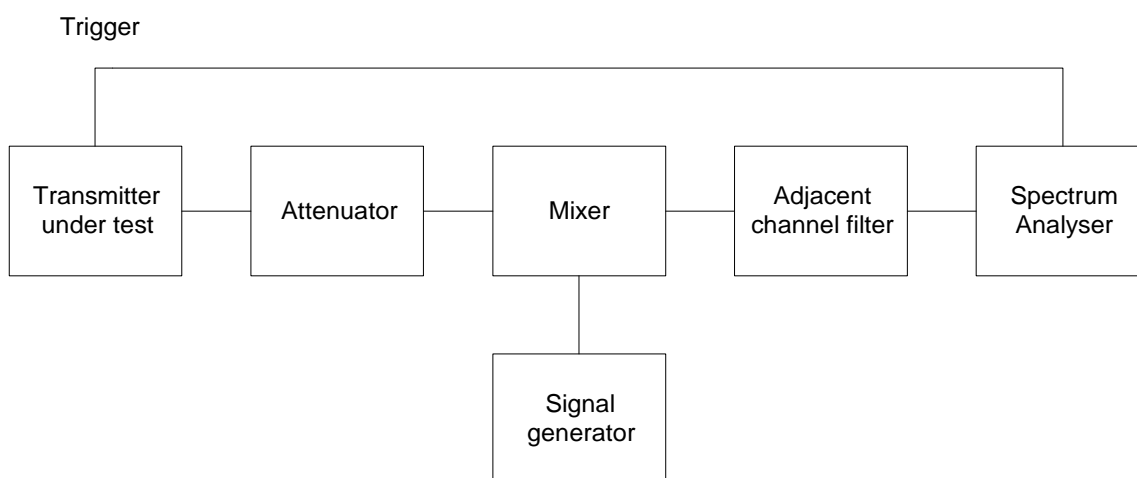 Trigger
Transmitter
under test
Attenuator
Mixer
Adjacent
channel filter
Spectrum
Analyser
Signal
generator